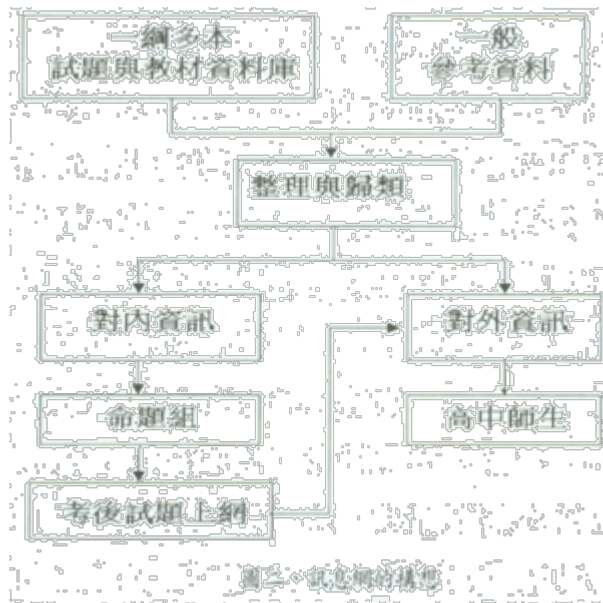 一綱多本
試題與教材資料庫
一般
參考資料
整理與歸類
對內資訊
對外資訊
命題組
高中師生
考後試題上網